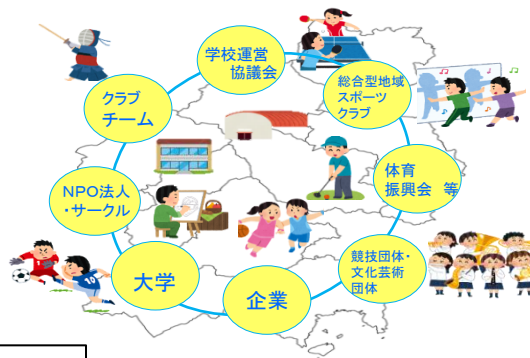 学校運営
協議会
総合型地域
スポーツ
クラブ
クラブ
チーム
体育
振興会 等
NPO法人
・サークル
競技団体・
文化芸術
団体
大学
企業
10